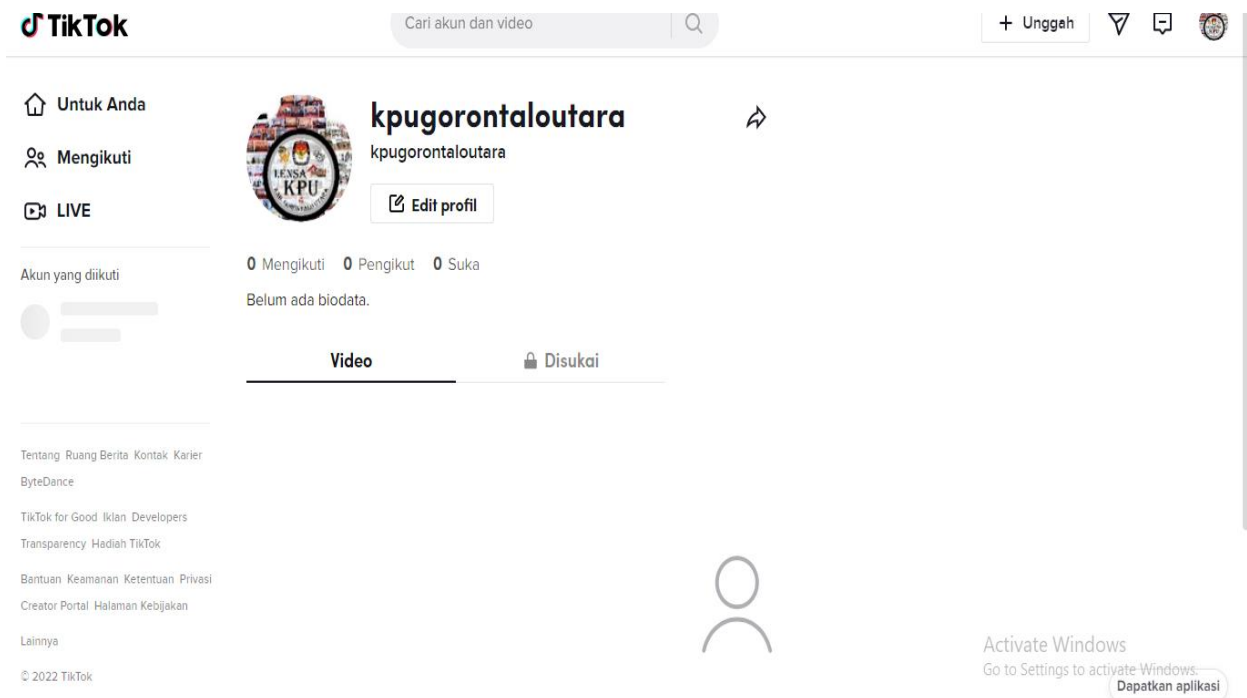 TikTok
Cari akun dan video
+ Unggah
Untuk Anda
Mengikuti
LIVE
Akun yang diikuti
kpugorontaloutara
kpugorontaloutara
LENSA
KPU
Edit profil
0 Mengikuti 0 Pengikut 0 Suka
Belum ada biodata.
Video Disukai
Tentang Ruang Berita Kontak Karier
ByteDance
TikTok for Good Iklan Developers
Transparency Hadiah TikTok
Bantuan Keamanan Ketentuan Privasi
Creator Portal Halaman Kebijakan
Lainnya
© 2022 TikTok
Activate Windows
Go to Settings to activate Windows.
Dapatkan aplikasi